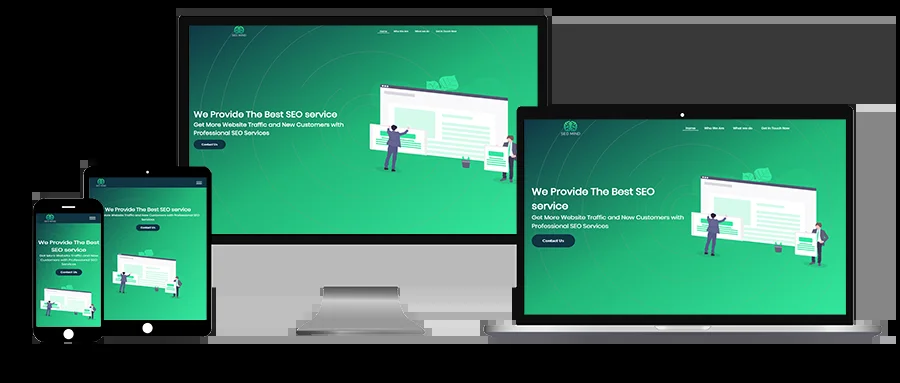 SEO MIND
Home Who We Are What we do Get In Touch Now
We Provide The Best SEO service
Get More Website Traffic and New Customers with
Professional SEO Services
Contact Us
SEO MIND
Home Who We Are What we do Get In Touch Now
We Provide The Best SEO
service
Get More Website Traffic and New Customers with
Professional SEO Services
Contact Us
We Provide The Best SEO service
More Website Traffic and New Customers with Professional SEO
Services
Contact Us
We Provide The Best
SEO service
Get More Website Traffic and New
Customers with Professional SEO
Services
Contact Us